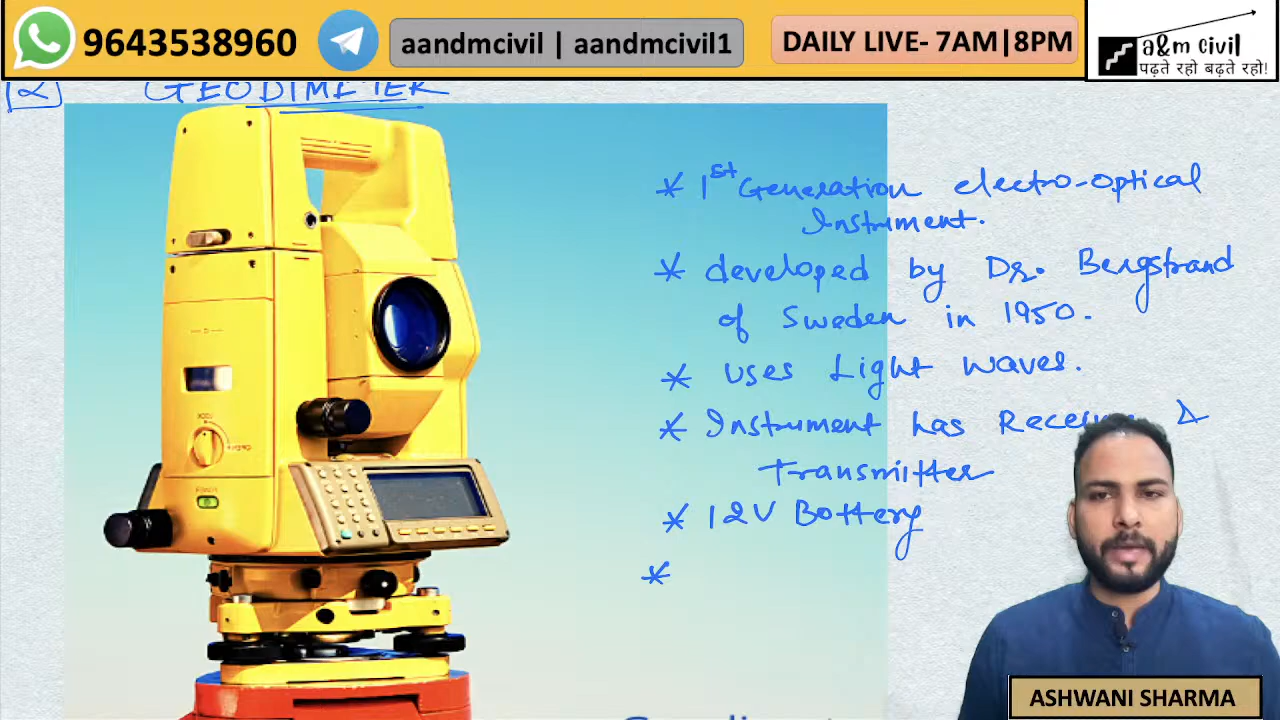 9643538960
aandmcivil | aandmcivil1
DAILY LIVE- 7AM|8PM
a&m civil
पढ़ते रहो बढ़ते रहो!
GEODIMETER
* 1st Generation electro-optical
Instrument.
* developed by Dr. Bergstrand
of Sweden in 1950.
* uses Light waves.
* Instrument has Receiver &
Transmitter
* 12V Bottery
*
ASHWANI SHARMA